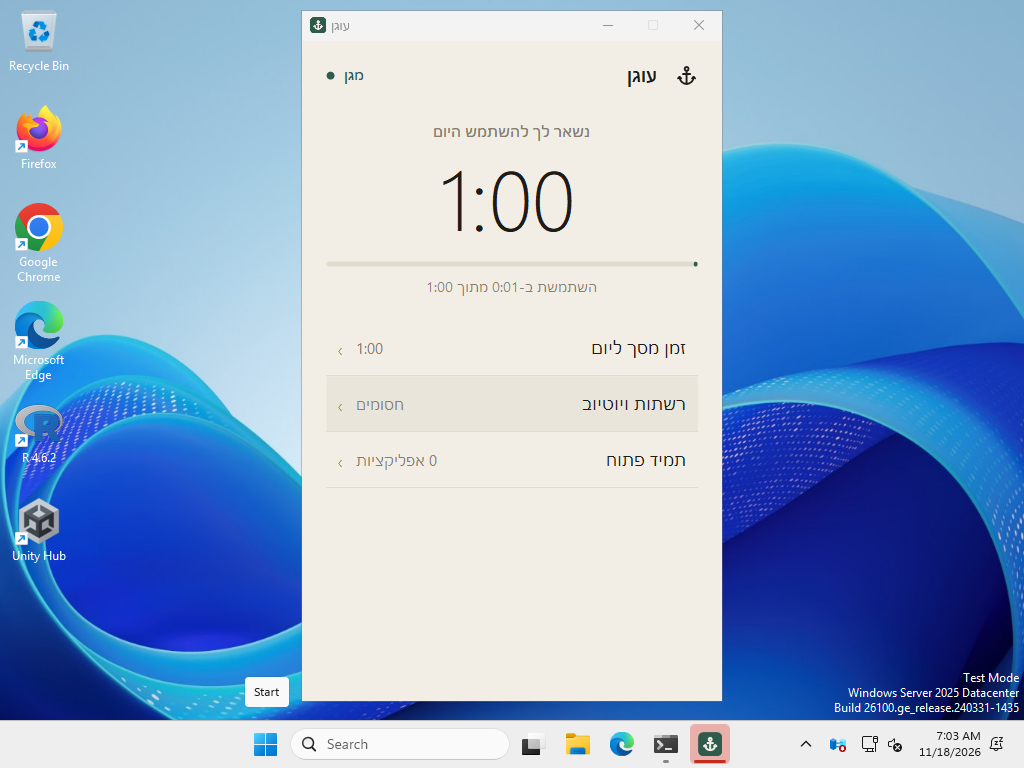 Recycle Bin
Firefox
Google
Chrome
Microsoft
Edge
R 4.6.2
Unity Hub
עוגן
עוגן
מגן
נשאר לך להשתמש היום
1:00
השתמשת ב-0:01 מתוך 1:00
זמן מסך ליום
1:00
רשתות ויוטיוב
חסומים
תמיד פתוח
0 אפליקציות
Start
Test Mode
Windows Server 2025 Datacenter
Build 26100.ge_release.240331-1435
Search
7:03 AM
11/18/2026